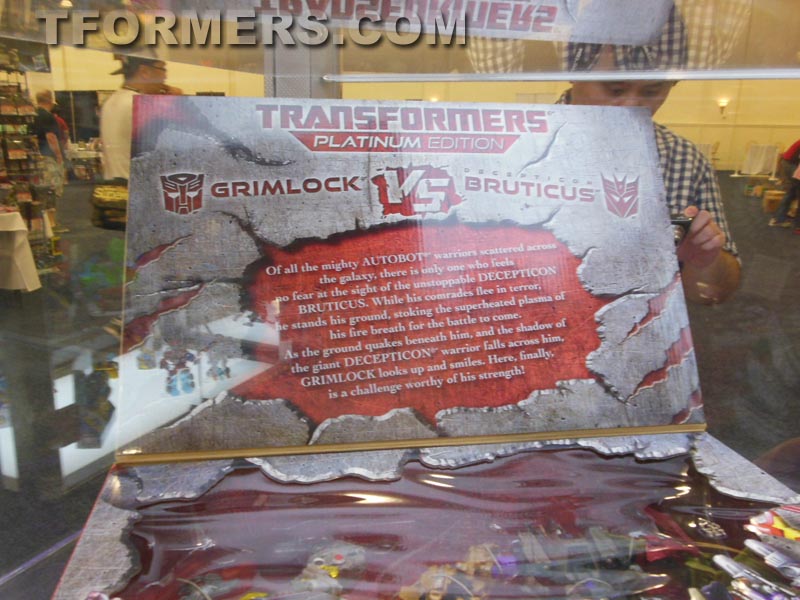 TFORMERS.COM
TRANSFORMERS
TRANSFORMERS
PLATINUM EDITION
GRIMLOCK VS DECEPTICON BRUTICUS
Of all the mighty AUTOBOT® warriors scattered across
the galaxy, there is only one who feels
no fear at the sight of the unstoppable DECEPTICON
BRUTICUS. While his comrades flee in terror,
he stands his ground, stoking the superheated plasma of
his fire breath for the battle to come.
As the ground quakes beneath him, and the shadow of
the giant DECEPTICON® warrior falls across him,
GRIMLOCK looks up and smiles. Here, finally,
is a challenge worthy of his strength!